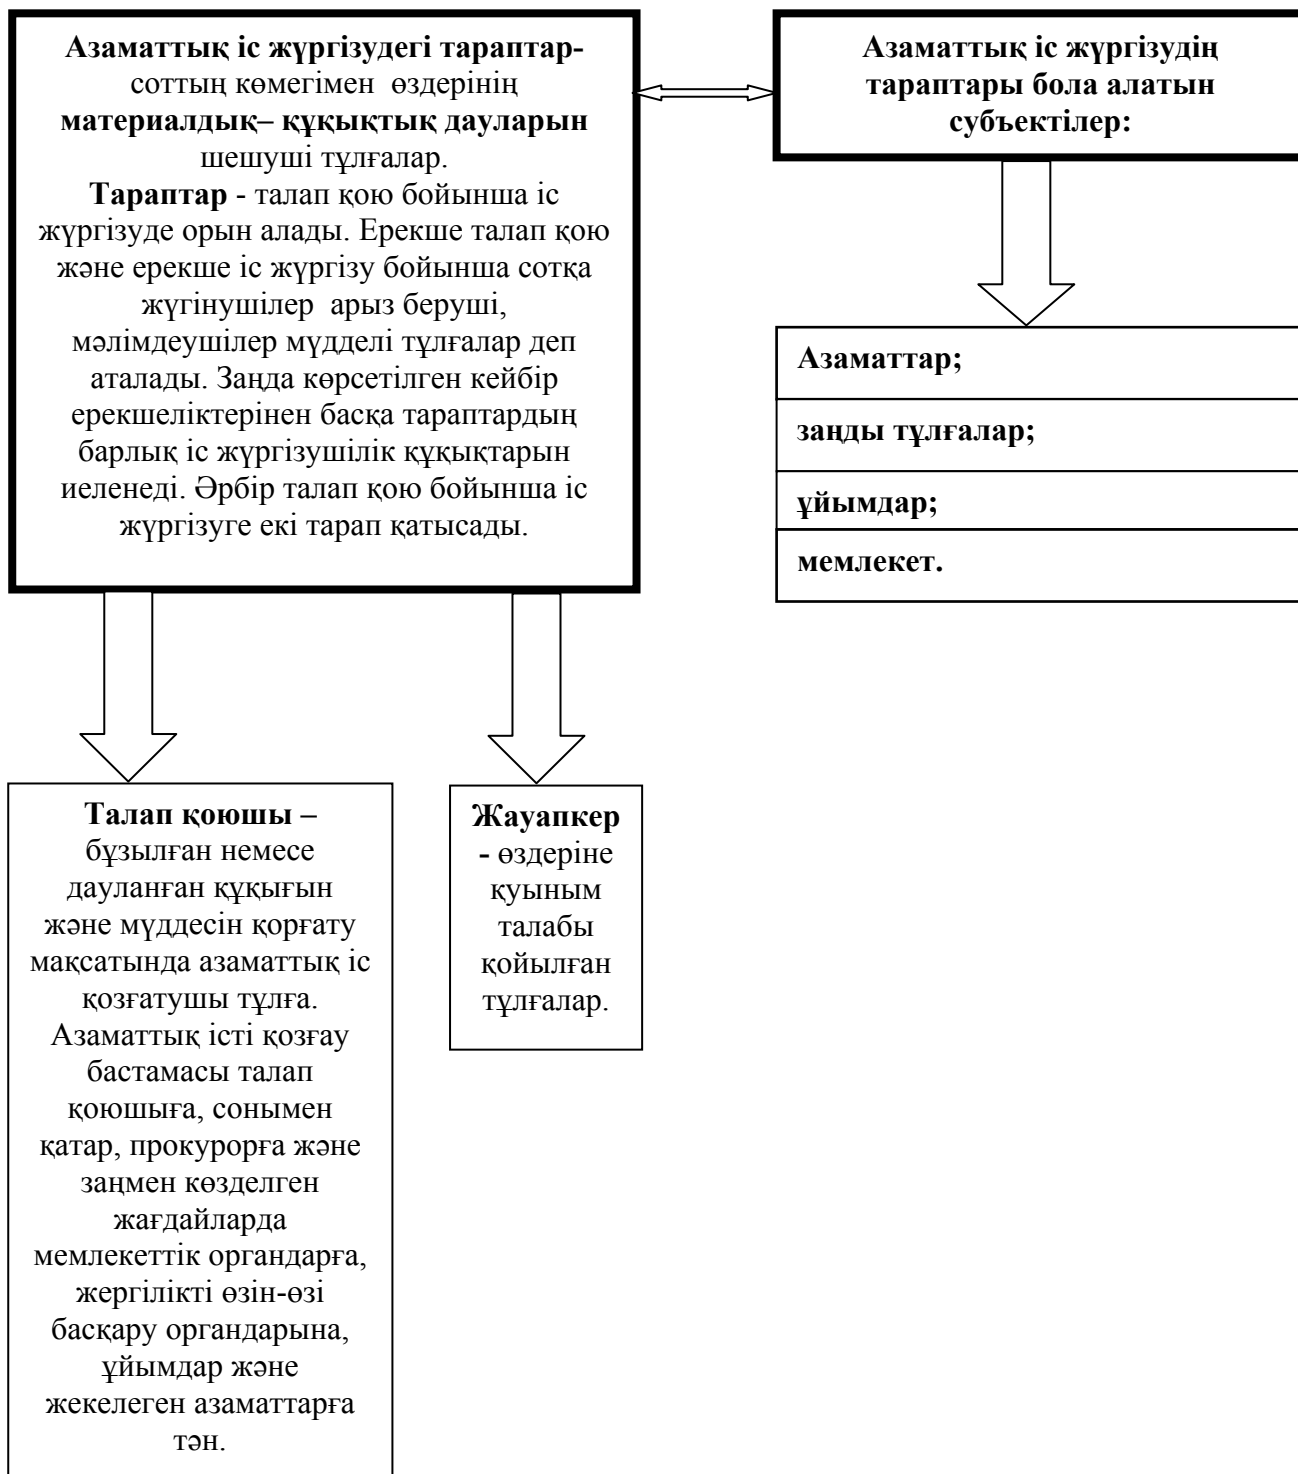 Азаматтық іс жүргізудегі тараптар-
соттың көмегімен өздерінің
материалдық– құқықтық дауларын
шешуші тұлғалар.
Тараптар - талап қою бойынша іс
жүргізуде орын алады. Ерекше талап қою
және ерекше іс жүргізу бойынша сотқа
жүгінушілер арыз беруші,
мәлімдеушілер мүдделі тұлғалар деп
аталады. Заңда көрсетілген кейбір
ерекшеліктерінен басқа тараптардың
барлық іс жүргізушілік құқықтарын
иеленеді. Әрбір талап қою бойынша іс
жүргізуге екі тарап қатысады.
Азаматтық іс жүргізудің
тараптары бола алатын
субъектілер:
Азаматтар;
заңды тұлғалар;
ұйымдар;
мемлекет.
Талап қоюшы –
бұзылған немесе
дауланған құқығын
және мүддесін қорғату
мақсатында азаматтық іс
қозғатушы тұлға.
Азаматтық істі қозғау
бастамасы талап
қоюшыға, сонымен
қатар, прокурорға және
заңмен көзделген
жағдайларда
мемлекеттік органдарға,
жергілікті өзін-өзі
басқару органдарына,
ұйымдар және
жекелеген азаматтарға
тән.
Жауапкер
- өздеріне
қуыным
талабы
қойылған
тұлғалар.